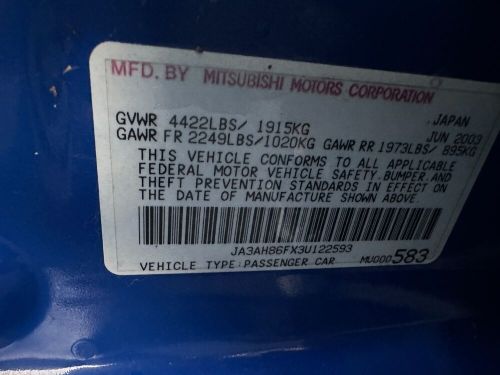 MFD. BY MITSUBISHI MOTORS CORPORATION
JAPAN
GVWR 4422LBS/ 1915KG JUN 2003
GAWR FR 2249LBS/1020KG GAWR RR 1973LBS/ 895KG
THIS VEHICLE CONFORMS TO ALL APPLICABLE
FEDERAL MOTOR VEHICLE SAFETY.BUMPER.AND
THEFT PREVENTION STANDARDS IN EFFECT ON
THE DATE OF MANUFACTURE SHOWN ABOVE.
JA3AH86FX3U122593
VEHICLE TYPE:PASSENGER CAR MU000583